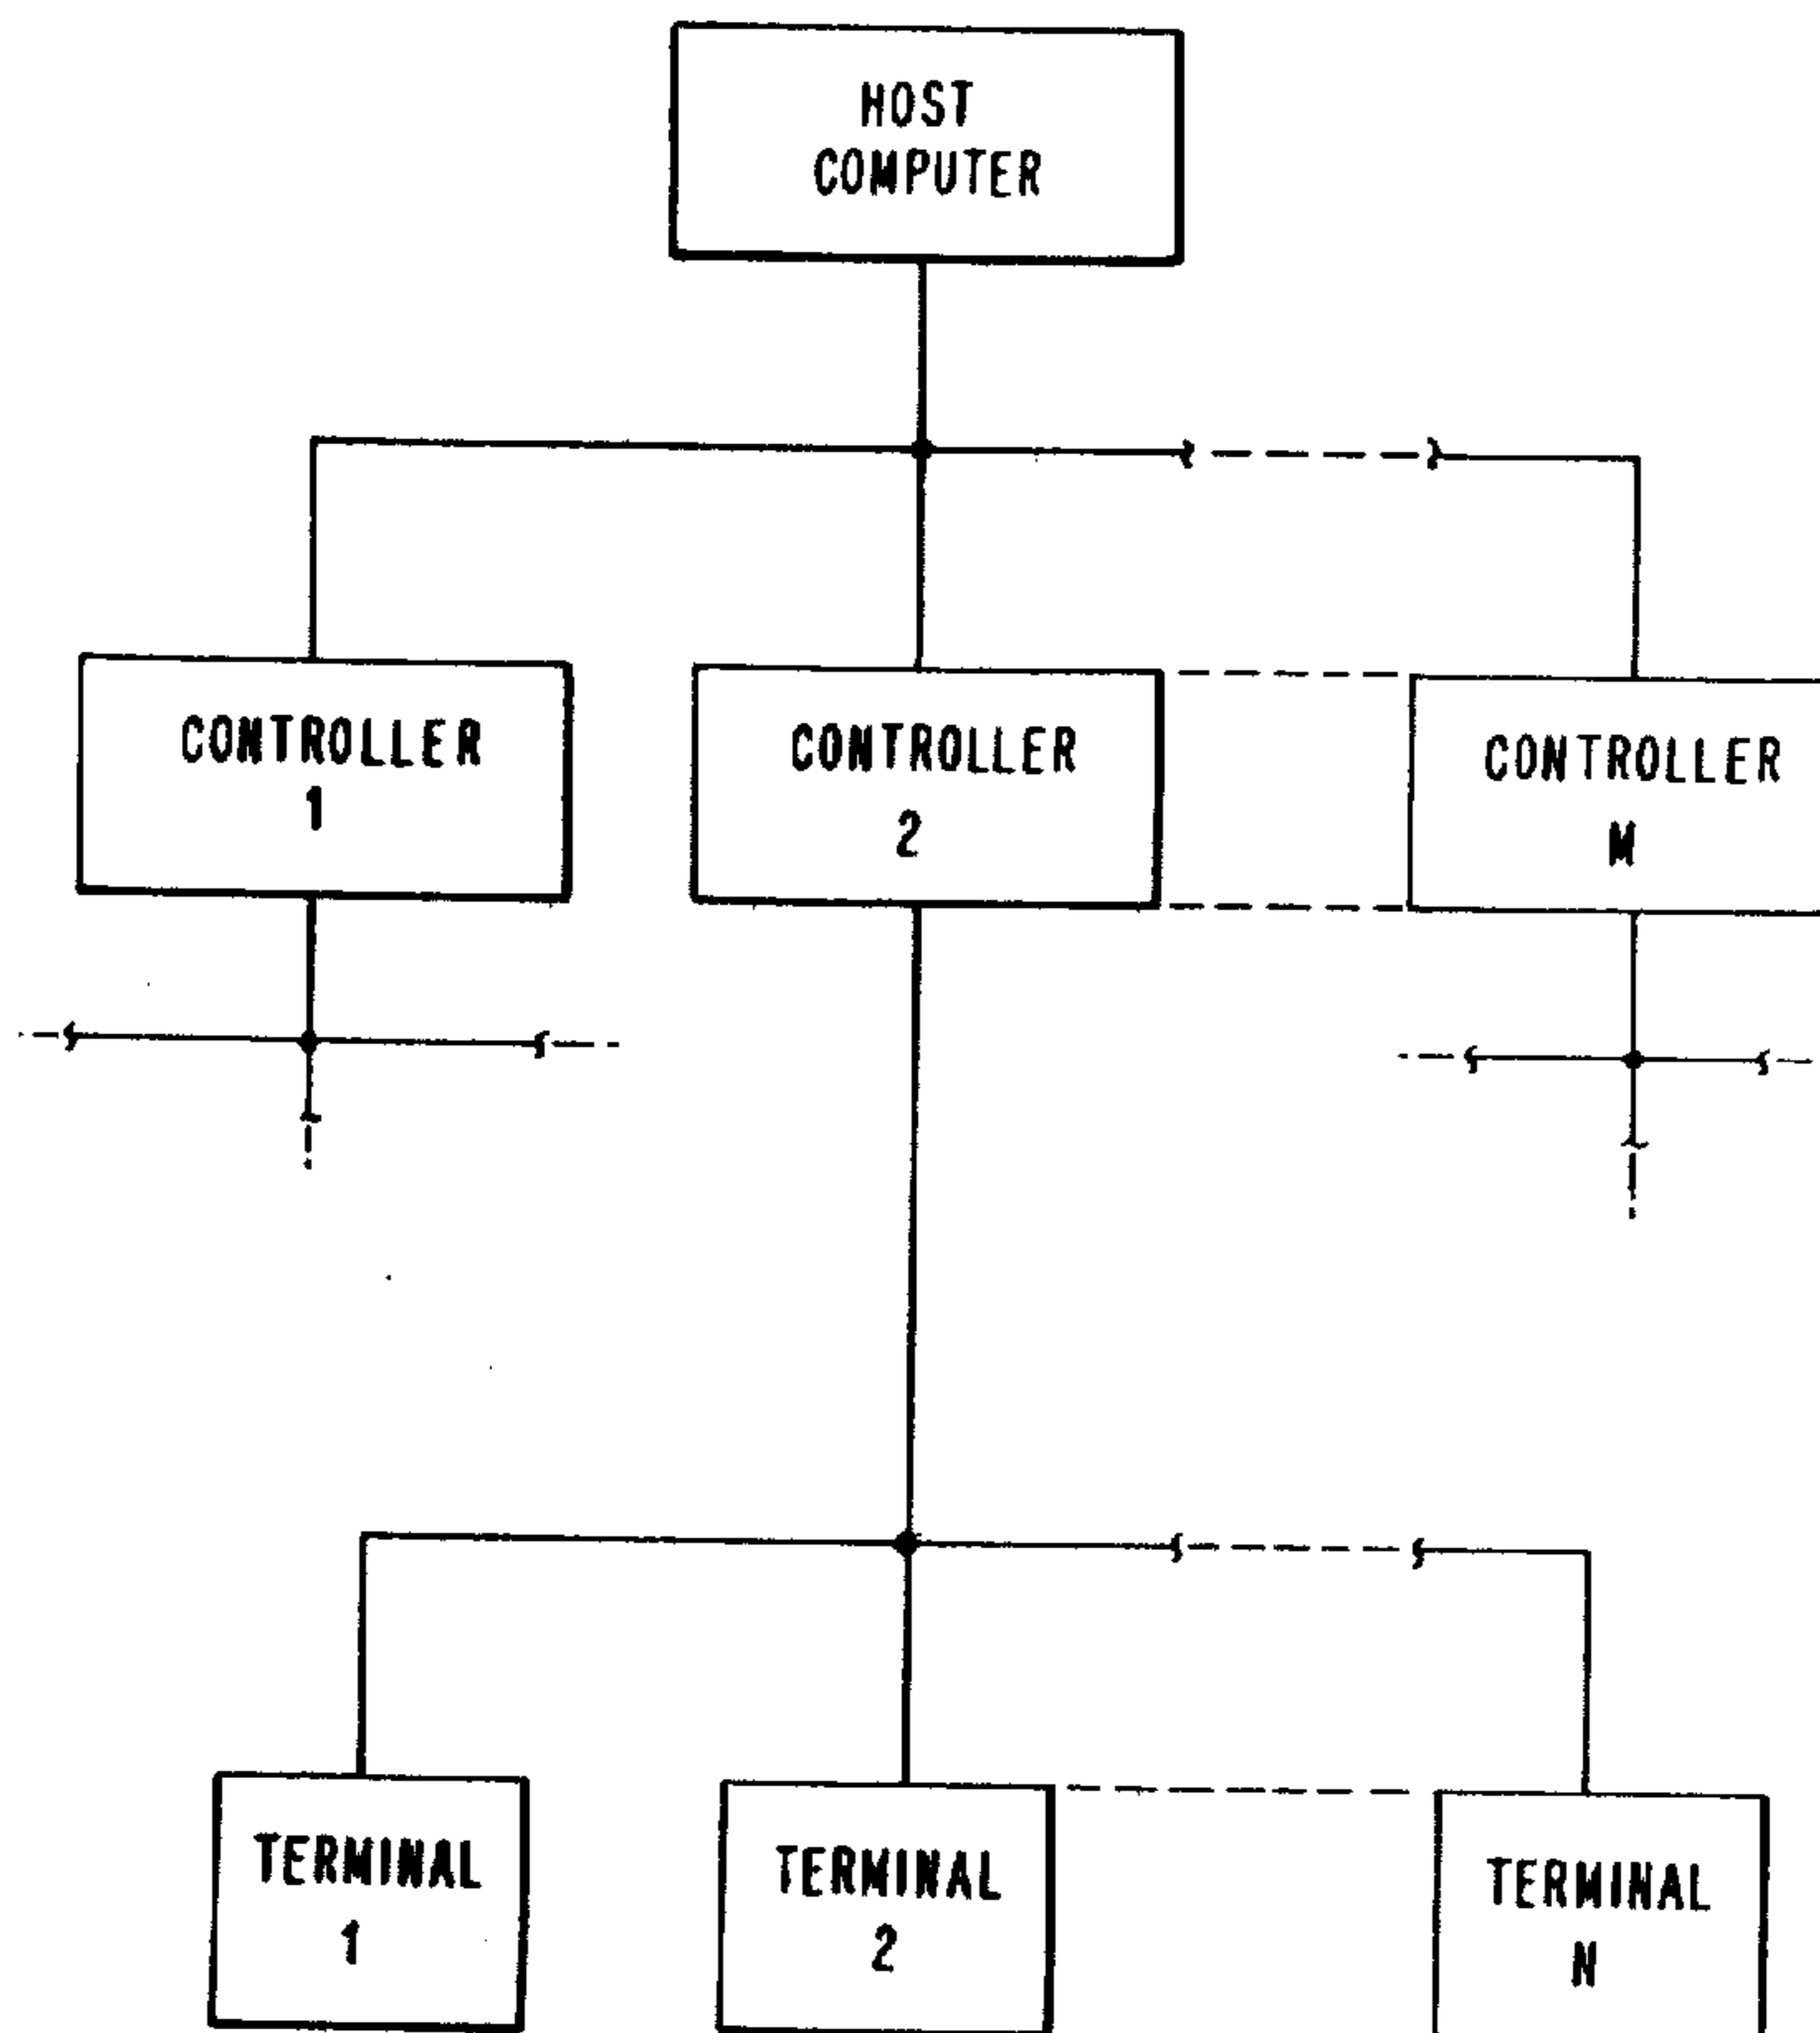 HOST
COMPUTER
CONTROLLER
1
CONTROLLER
2
CONTROLLER
M
TERMINAL
1
TERMINAL
2
TERMINAL
N